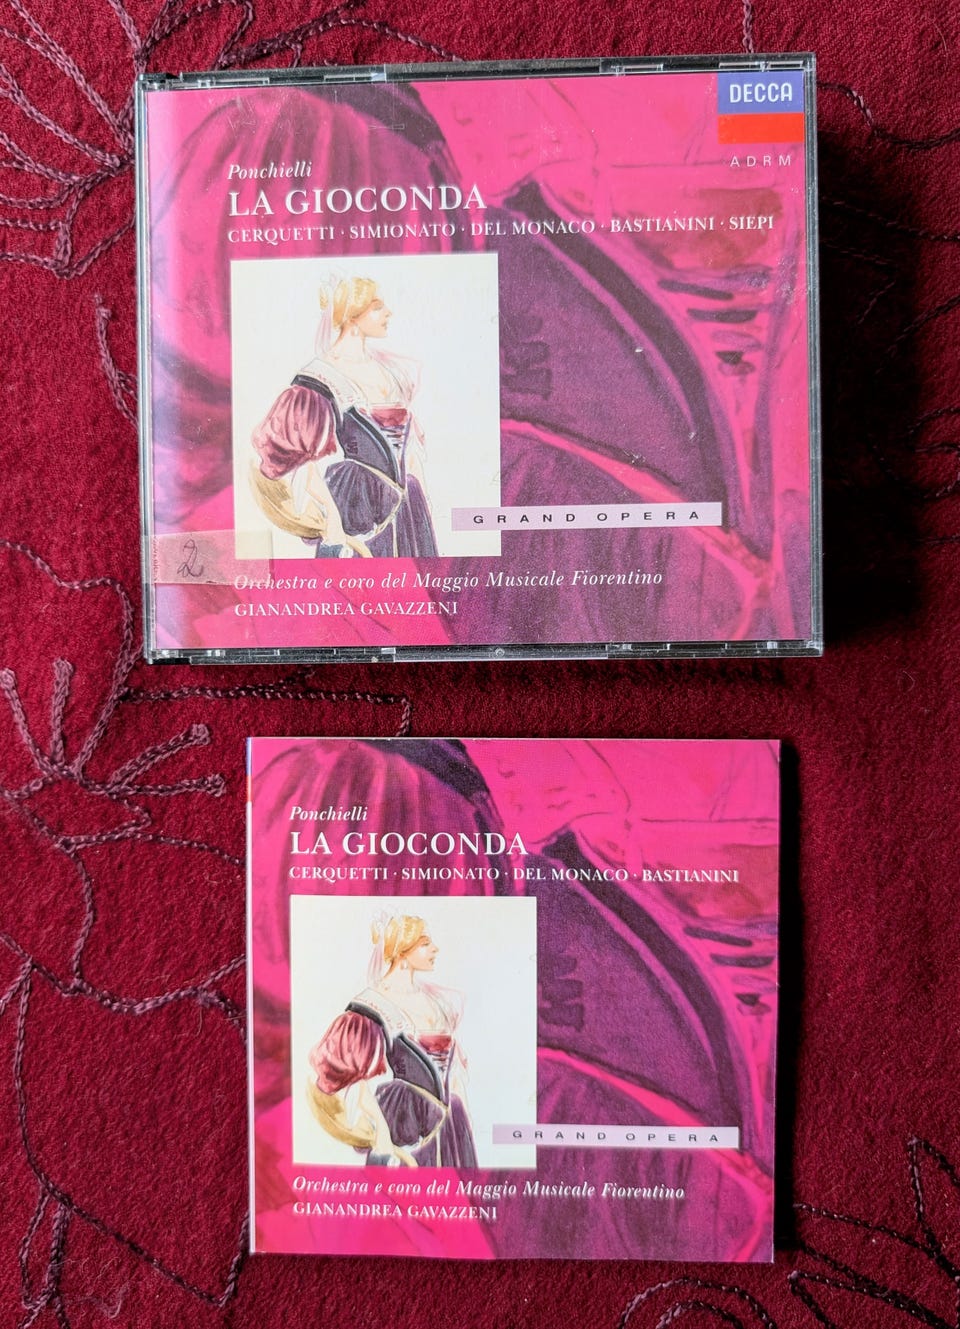 DECCA
ADRM
Ponchielli
LA GIOCONDA
CERQUETTI · SIMIONATO · DEL MONACO · BASTIANINI · SIEPI
GRAND OPERA
2
Orchestra e coro del Maggio Musicale Fiorentino
GIANANDREA GAVAZZENI
Ponchielli
LA GIOCONDA
CERQUETTI · SIMIONATO · DEL MONACO · BASTIANINI
GRAND OPERA
Orchestra e coro del Maggio Musicale Fiorentino
GIANANDREA GAVAZZENI